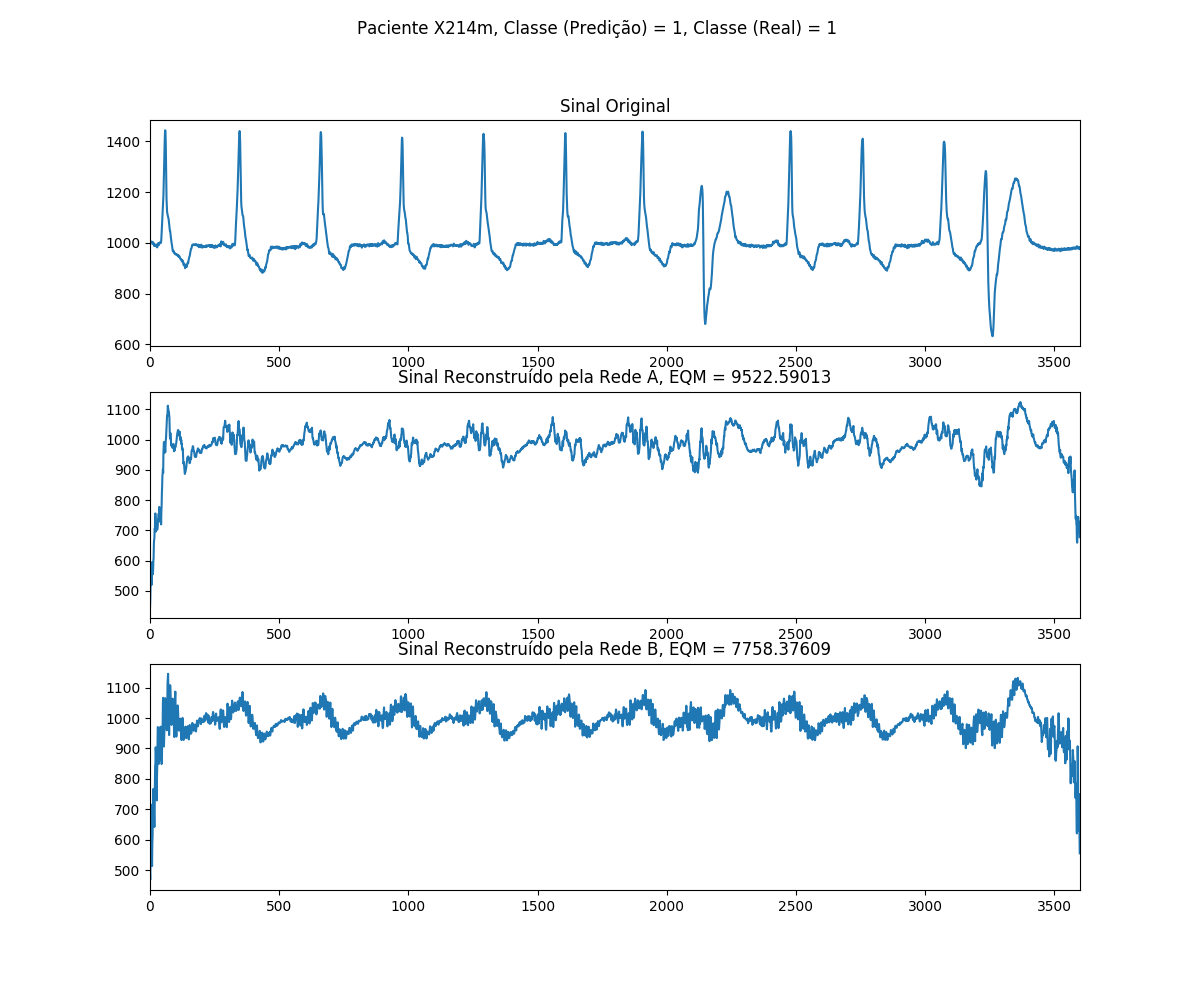 Paciente X214m, Classe (Predição) = 1, Classe (Real) = 1
Sinal Original
1400
1200
1000
800
600
0 500 1000 1500 2000 2500 3000 3500
Sinal Reconstruído pela Rede A, EQM = 9522.59013
1100
1000
900
800
700
600
500
0 500 1000 1500 2000 2500 3000 3500
Sinal Reconstruído pela Rede B, EQM = 7758.37609
1100
1000
900
800
700
600
500
0 500 1000 1500 2000 2500 3000 3500